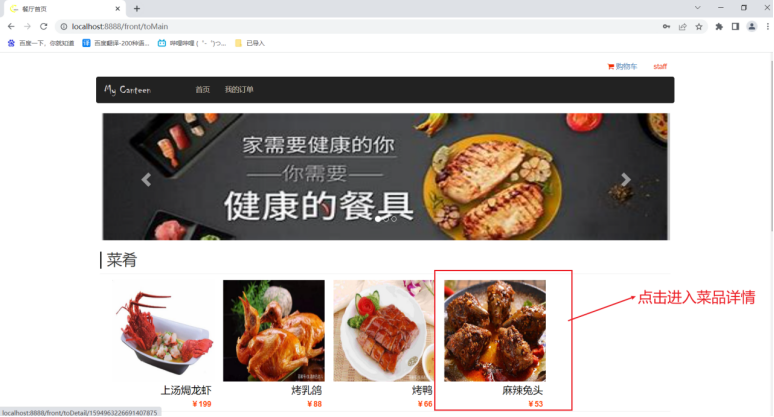 餐厅首页
localhost:8888/front/toMain
百度一下，你就知道
百度翻译-200种语...
哔哩哔哩 (゜-゜)つ...
已导入
购物车
staff
My Canteen
首页
我的订单
家需要健康的你
你需要
健康的餐具
菜肴
点击进入菜品详情
上汤焗龙虾
烤乳鸽
烤鸭
麻辣兔头
¥199
¥88
¥66
¥53
localhost:8888/front/toDetail/1594963226691407875